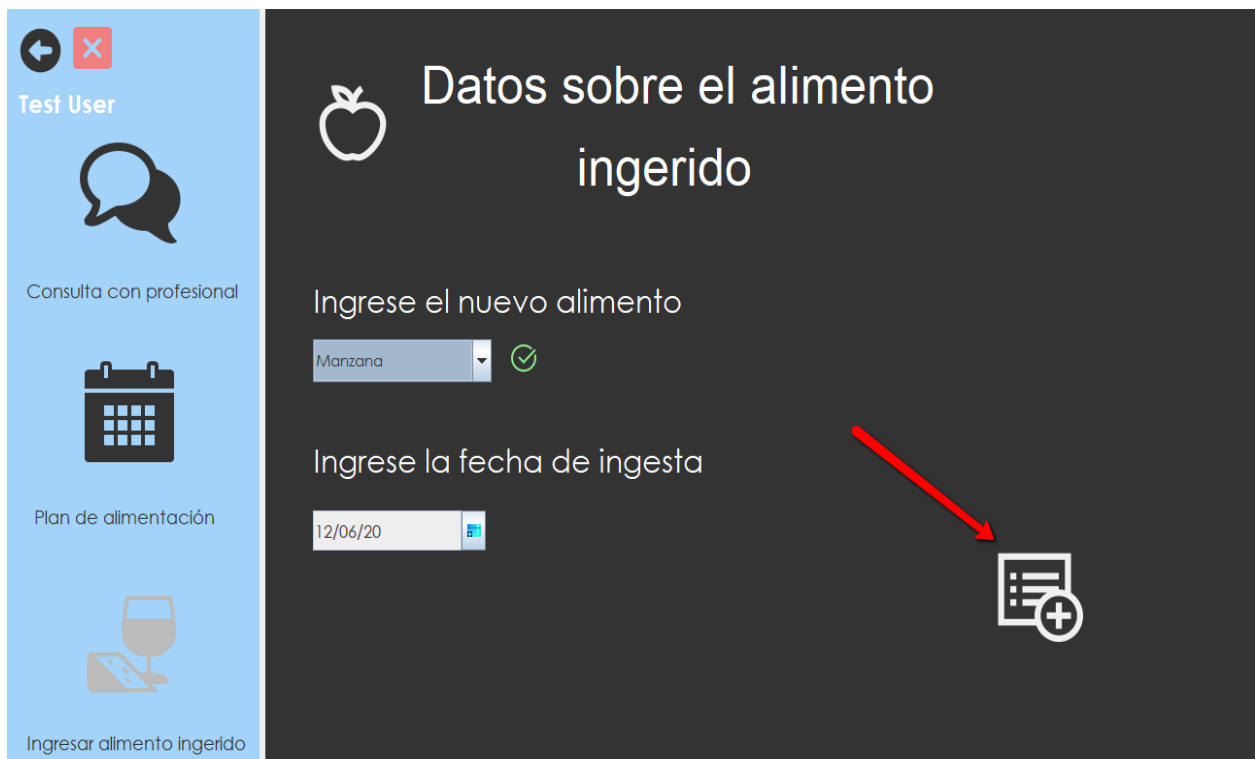 Test User
Consulta con profesional
Plan de alimentación
Ingresar alimento ingerido
Datos sobre el alimento
ingerido
Ingrese el nuevo alimento
Manzana
Ingrese la fecha de ingesta
12/06/20